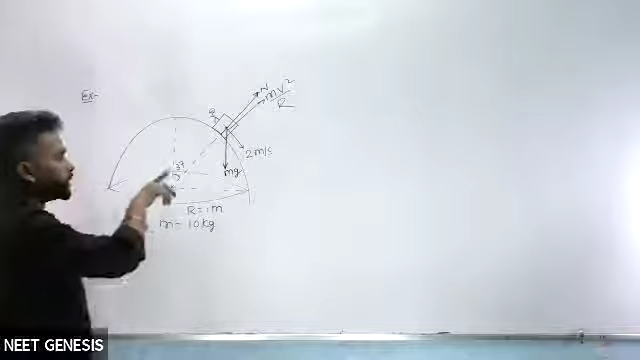 Ex-
N
mv²/R
2m/s
mg
37
R=1m
m=10kg
NEET GENESIS